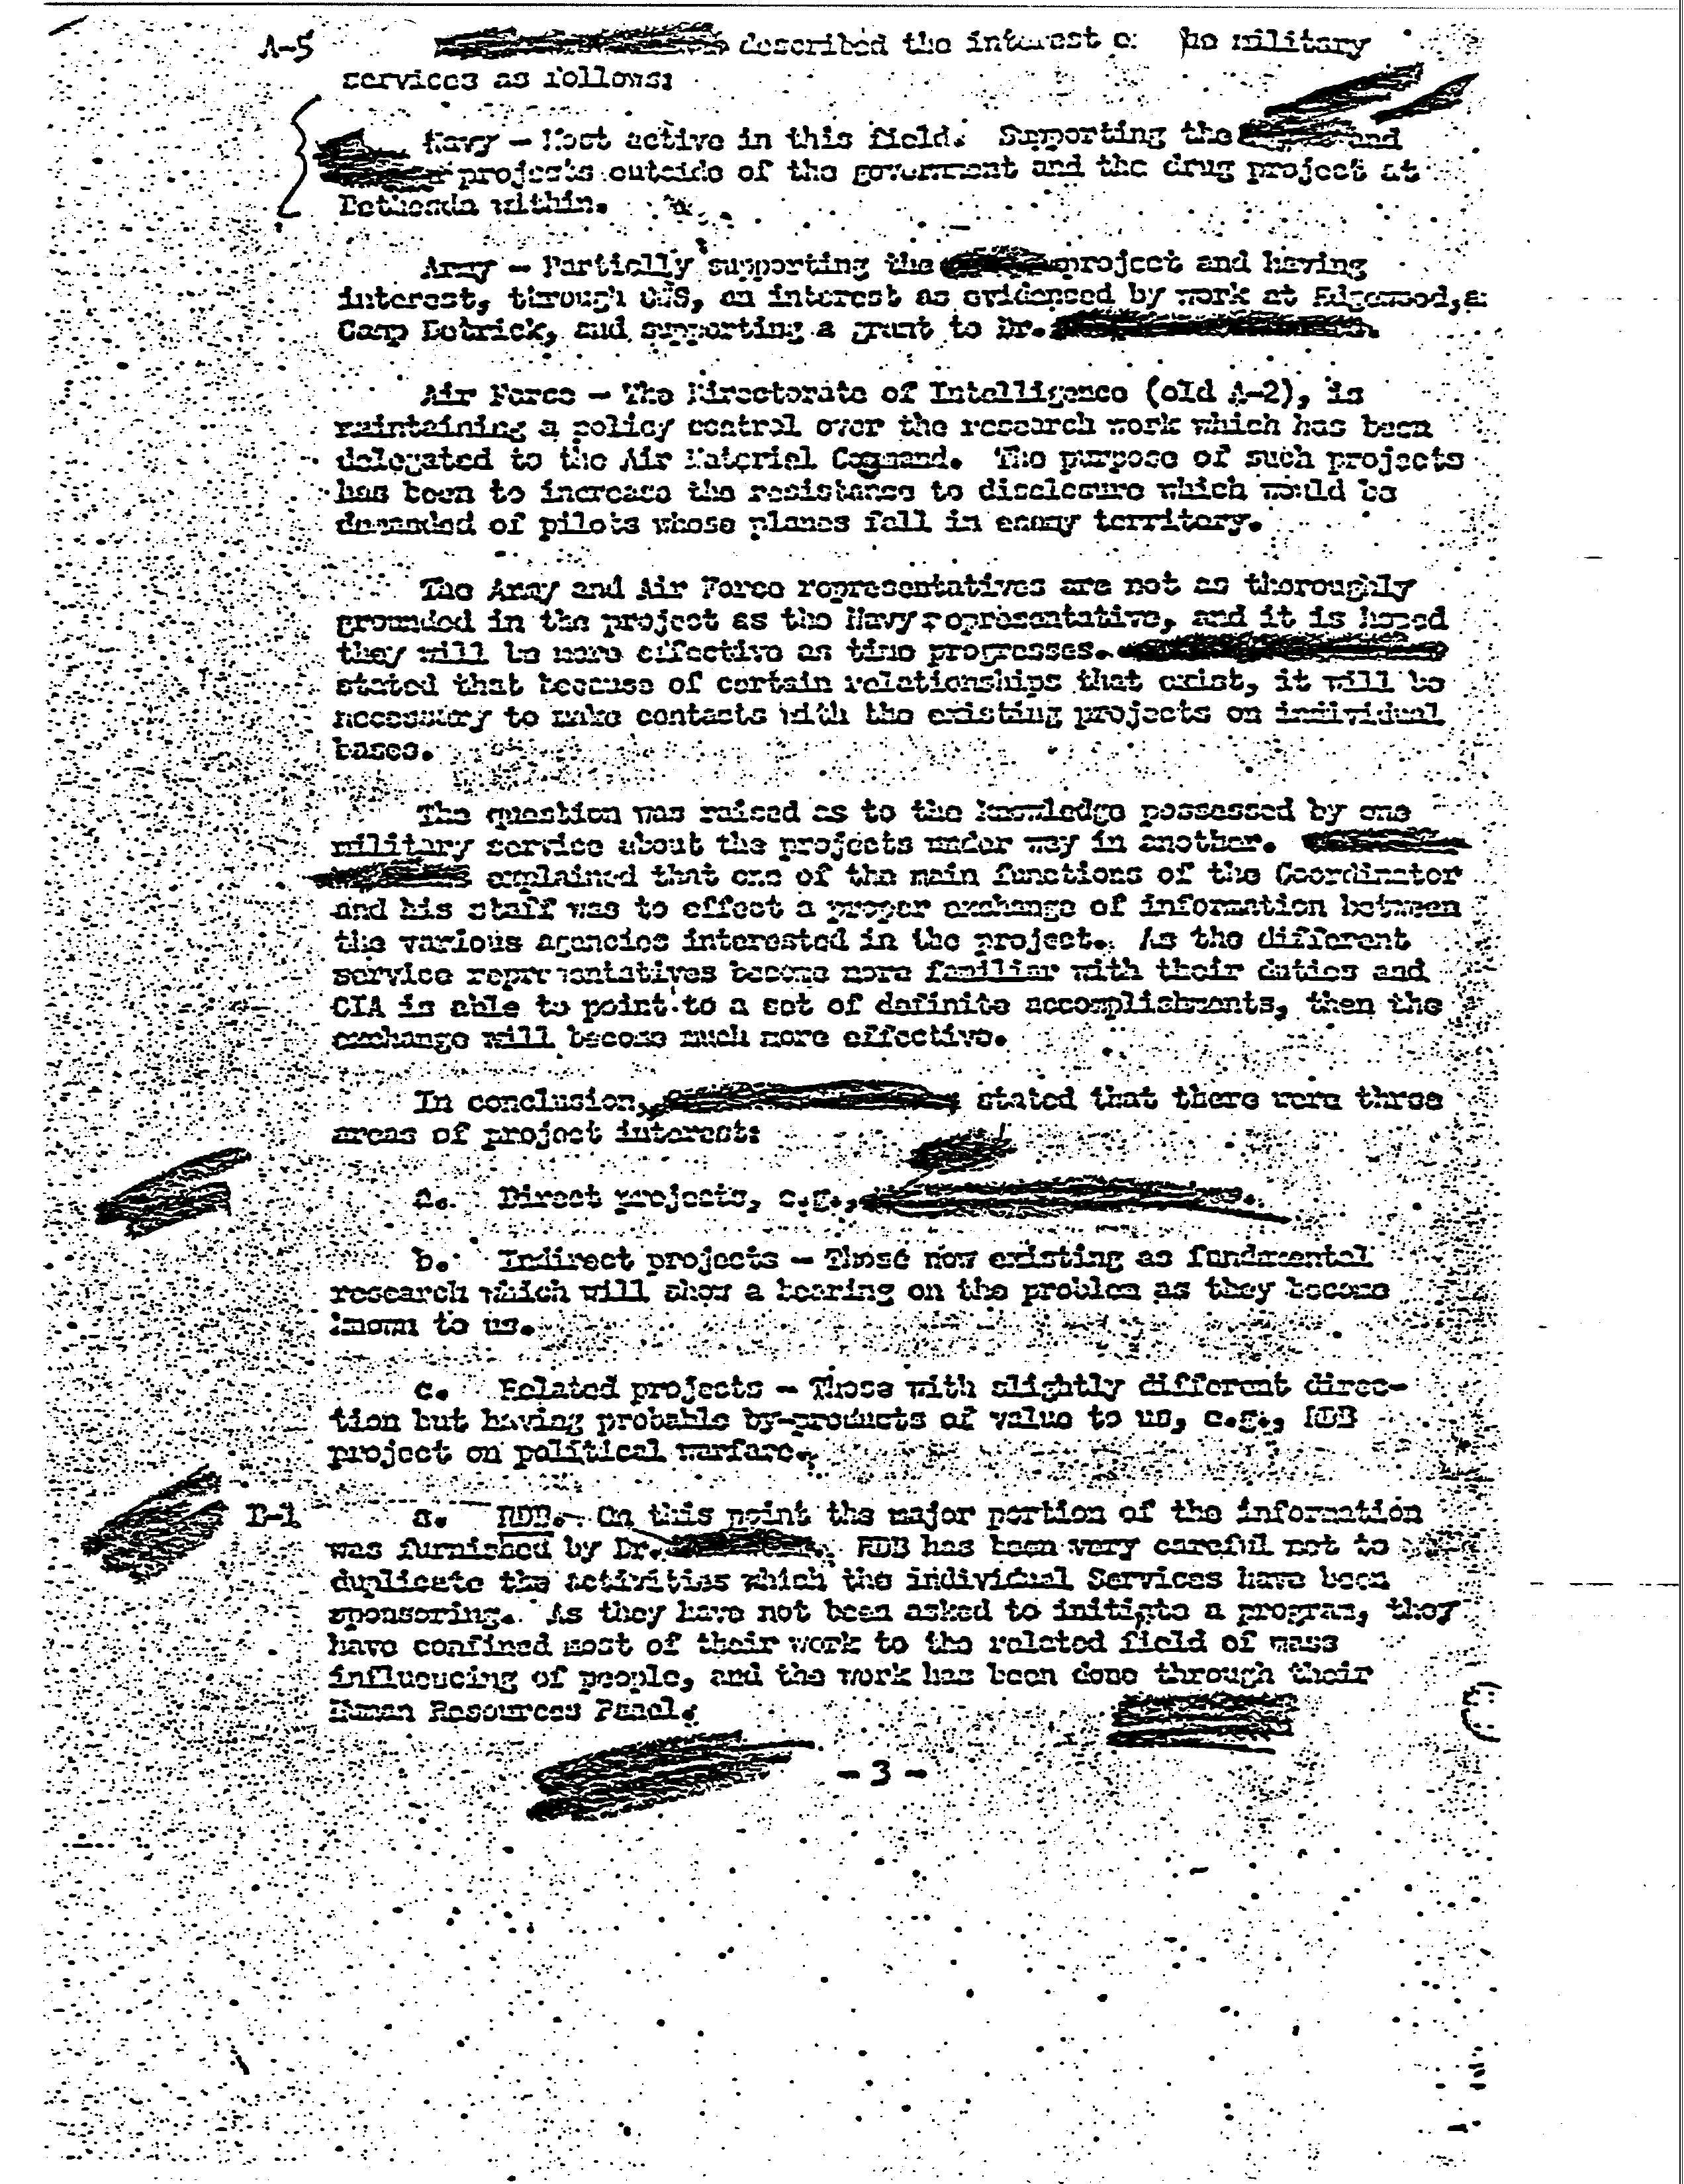 A-5 described the interest o he military
services as follows:
Navy - Most active in this field. Supporting the and
projects outside of the government and the drug project at
Bethesda within.
Army - Partially supporting the project and having
interest, through an interest as evidenced by work at Edgewood,
Camp Detrick, and supporting a grant to Dr.
Air Force - The Directorate of Intelligence (old A-2), is
maintaining a policy control over the research work which has been
delegated to the Air Materiel Command. The purpose of such projects
has been to increase the resistance to disclosure which would be
demanded of pilots whose planes fall in enemy territory.
The Army and Air Force representatives are not as thoroughly
grounded in the project as the Navy representative, and it is hoped
they will be more effective as time progresses.
stated that because of certain relationships that exist, it will be
necessary to make contacts with the existing projects on individual
bases.
The question was raised as to the knowledge possessed by one
military service about the projects under way in another.
explained that one of the main functions of the Coordinator
and his staff was to effect a proper exchange of information between
the various agencies interested in the project. As the different
service representatives become more familiar with their duties and
CIA is able to point to a set of definite accomplishments, then the
exchange will become much more effective.
In conclusion, stated that there were three
areas of project interest:
a. Direct projects, e.g.,
b. Indirect projects - Those now existing as fundamental
research which will show a bearing on the problem as they become
known to us.
c. Related projects - Those with slightly different direc-
tion but having probable by-products of value to us, e.g., RDB
project on political warfare.
B-1 a. RDB. On this point the major portion of the information
was furnished by Dr. RDB has been very careful not to
duplicate the activities which the individual Services have been
sponsoring. As they have not been asked to initiate a program, they
have confined most of their work to the related field of mass
influencing of people, and the work has been done through their
Human Resources Panel.
- 3 -